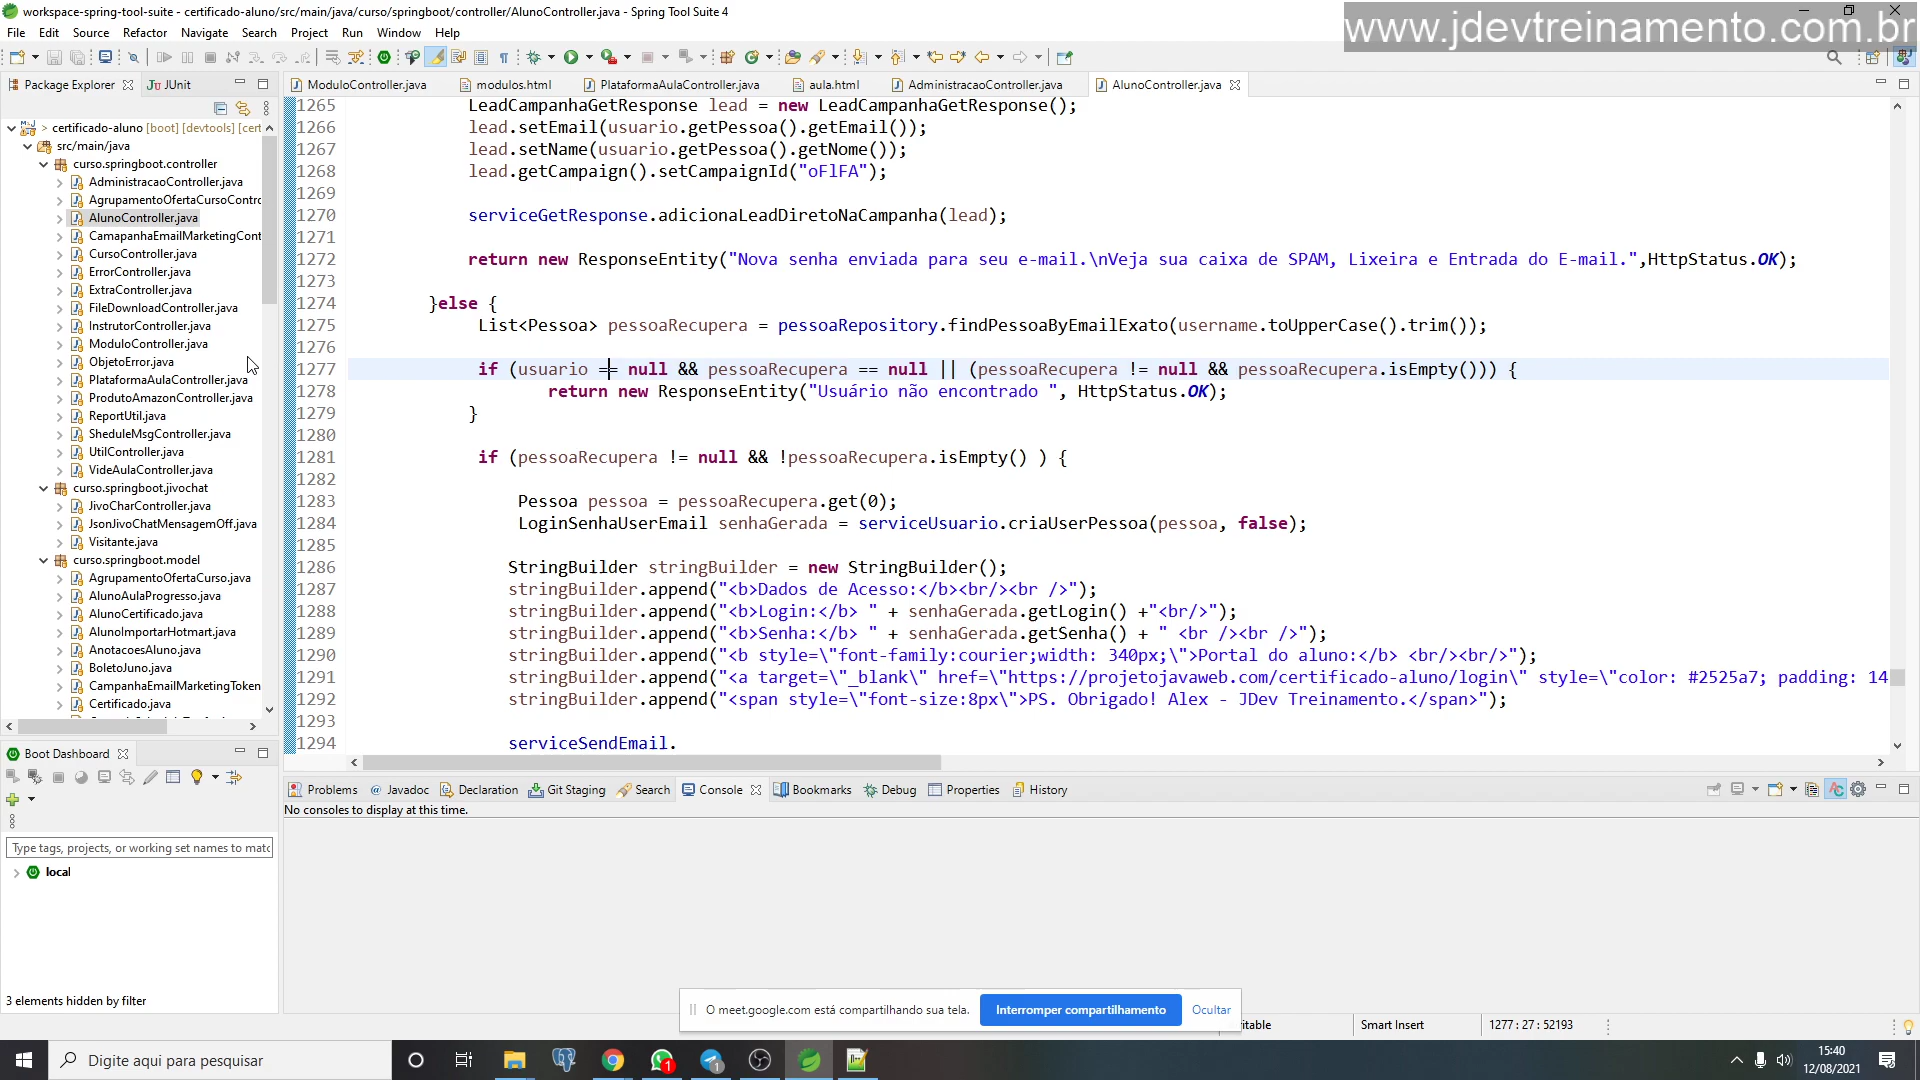 workspace-spring-tool-suite - certificado-aluno/src/main/java/curso/springboot/controller/AlunoController.java - Spring Tool Suite 4
www.jdevtreinamento.com.br
File Edit Source Refactor Navigate Search Project Run Window Help
Package Explorer JUnit
ModuloController.java modulos.html PlataformaAulaController.java aula.html AdministracaoController.java AlunoController.java
> certificado-aluno [boot] [devtools] [cert
src/main/java
curso.springboot.controller
AdministracaoController.java
AgrupamentoOfertaCursoContro
AlunoController.java
CamapanhaEmailMarketingCont
CursoController.java
ErrorController.java
ExtraController.java
FileDownloadController.java
InstrutorController.java
ModuloController.java
ObjetoError.java
PlataformaAulaController.java
ProdutoAmazonController.java
ReportUtil.java
SheduleMsgController.java
UtilController.java
VideAulaController.java
curso.springboot.jivochat
JivoCharController.java
JsonJivoChatMensagemOff.java
Visitante.java
curso.springboot.model
AgrupamentoOfertaCurso.java
AlunoAulaProgresso.java
AlunoCertificado.java
AlunoImportarHotmart.java
AnotacoesAluno.java
BoletoJuno.java
CampanhaEmailMarketingToken
Certificado.java
1265 LeadCampanhaGetResponse lead = new LeadCampanhaGetResponse();
1266 lead.setEmail(usuario.getPessoa().getEmail());
1267 lead.setName(usuario.getPessoa().getNome());
1268 lead.getCampaign().setCampaignId("oFlFA");
1269
1270 serviceGetResponse.adicionaLeadDiretoNaCampanha(lead);
1271
1272 return new ResponseEntity("Nova senha enviada para seu e-mail.\nVeja sua caixa de SPAM, Lixeira e Entrada do E-mail.",HttpStatus.OK);
1273
1274 }else {
1275 List<Pessoa> pessoaRecupera = pessoaRepository.findPessoaByEmailExato(username.toUpperCase().trim());
1276
1277 if (usuario == null && pessoaRecupera == null || (pessoaRecupera != null && pessoaRecupera.isEmpty())) {
1278 return new ResponseEntity("Usuário não encontrado ", HttpStatus.OK);
1279 }
1280
1281 if (pessoaRecupera != null && !pessoaRecupera.isEmpty() ) {
1282
1283 Pessoa pessoa = pessoaRecupera.get(0);
1284 LoginSenhaUserEmail senhaGerada = serviceUsuario.criaUserPessoa(pessoa, false);
1285
1286 StringBuilder stringBuilder = new StringBuilder();
1287 stringBuilder.append("<b>Dados de Acesso:</b><br/><br />");
1288 stringBuilder.append("<b>Login:</b> " + senhaGerada.getLogin() +"<br/>");
1289 stringBuilder.append("<b>Senha:</b> " + senhaGerada.getSenha() + " <br /><br />");
1290 stringBuilder.append("<b style=\"font-family:courier;width: 340px;\">Portal do aluno:</b> <br/><br/>");
1291 stringBuilder.append("<a target=\"_blank\" href=\"https://projetojavaweb.com/certificado-aluno/login\" style=\"color: #2525a7; padding: 14
1292 stringBuilder.append("<span style=\"font-size:8px\">PS. Obrigado! Alex - JDev Treinamento.</span>");
1293
1294 serviceSendEmail.
Boot Dashboard
Type tags, projects, or working set names to matc
local
3 elements hidden by filter
Problems Javadoc Declaration Git Staging Search Console Bookmarks Debug Properties History
No consoles to display at this time.
O meet.google.com está compartilhando sua tela. Interromper compartilhamento Ocultar
itable Smart Insert 1277 : 27 : 52193
Digite aqui para pesquisar
1
1
15:40
12/08/2021